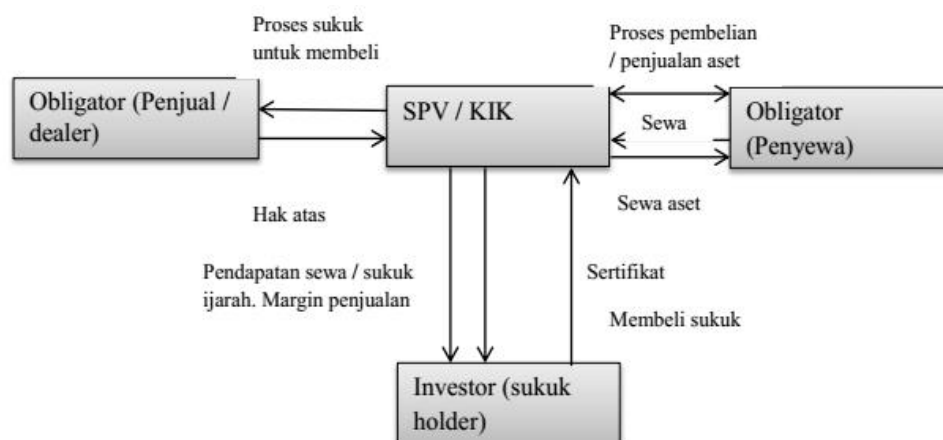 Proses sukuk
untuk membeli
Proses pembelian
/ penjualan aset
Obligator (Penjual /
dealer)
SPV / KIK
Sewa
Obligator
(Penyewa)
Hak atas
Sewa aset
Pendapatan sewa / sukuk
ijarah. Margin penjualan
Sertifikat
Membeli sukuk
Investor (sukuk
holder)